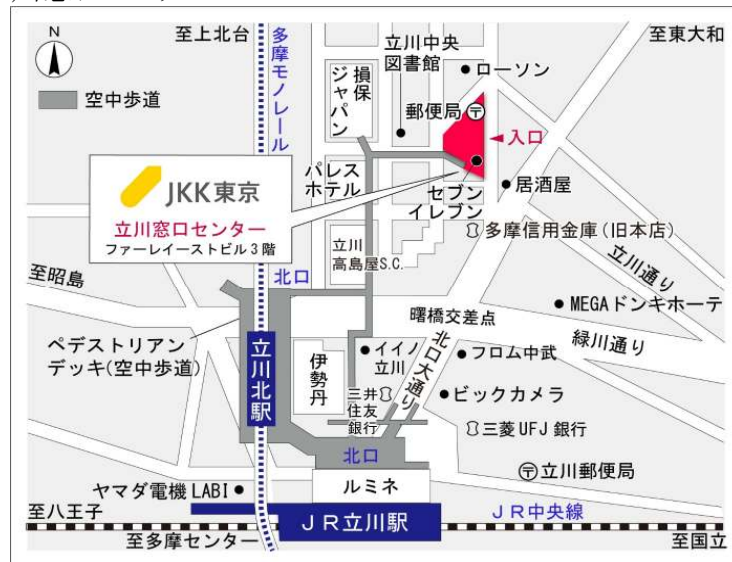 N
空中歩道
至上北台
多摩モノレール
損保
ジャパン
立川中央
図書館
ローソン
至東大和
郵便局〒
入口
JKK東京
立川窓口センター
ファーレイーストビル3階
パレス
ホテル
セブン
イレブン
居酒屋
多摩信用金庫(旧本店)
立川
高島屋S.C.
立川通り
至昭島
北口
MEGAドンキホーテ
曙橋交差点
緑川通り
ペデストリアン
デッキ(空中歩道)
立川北駅
伊勢丹
イイノ
立川
北口大通り
フロム中武
三井
住友
銀行
ビックカメラ
三菱UFJ銀行
北口
〒立川郵便局
ヤマダ電機LABI
ルミネ
至八王子
JR立川駅
JR中央線
至多摩センター
至国立